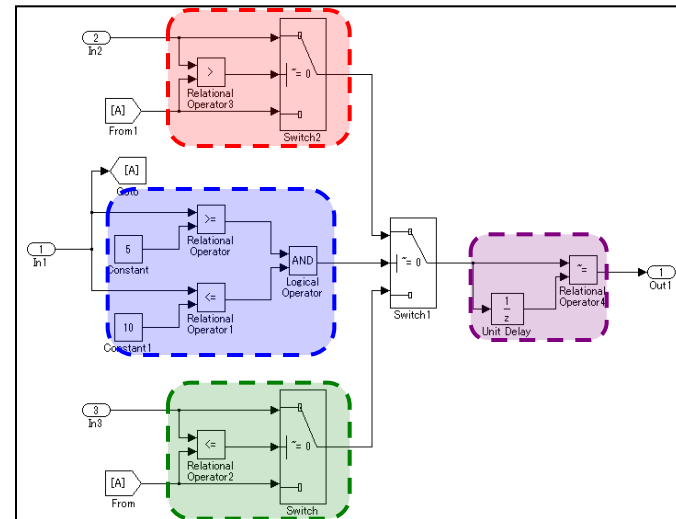 2
In2
>
Relational
Operator3
~= 0
Switch2
[A]
From1
[A]
Goto
1
In1
5
Constant
>=
Relational
Operator
10
Constant1
<=
Relational
Operator1
AND
Logical
Operator
~= 0
Switch1
1
z
Unit Delay
~=
Relational
Operator4
1
Out1
3
In3
<=
Relational
Operator2
~= 0
Switch
[A]
From